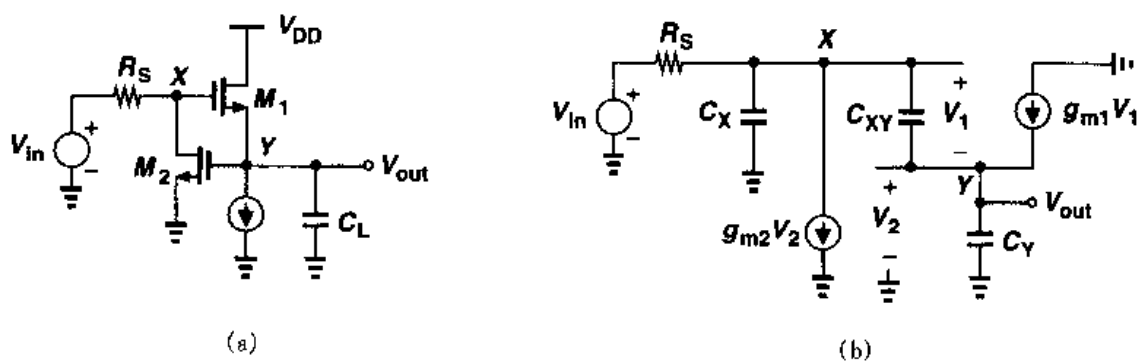 V_DD
R_S
X
M_1
V_in
+
−
Y
M_2
V_out
C_L
(a)
R_S
X
V_in
+
−
C_X
C_XY
+
V_1
−
g_m1V_1
Y
g_m2V_2
+
V_2
−
V_out
C_Y
(b)